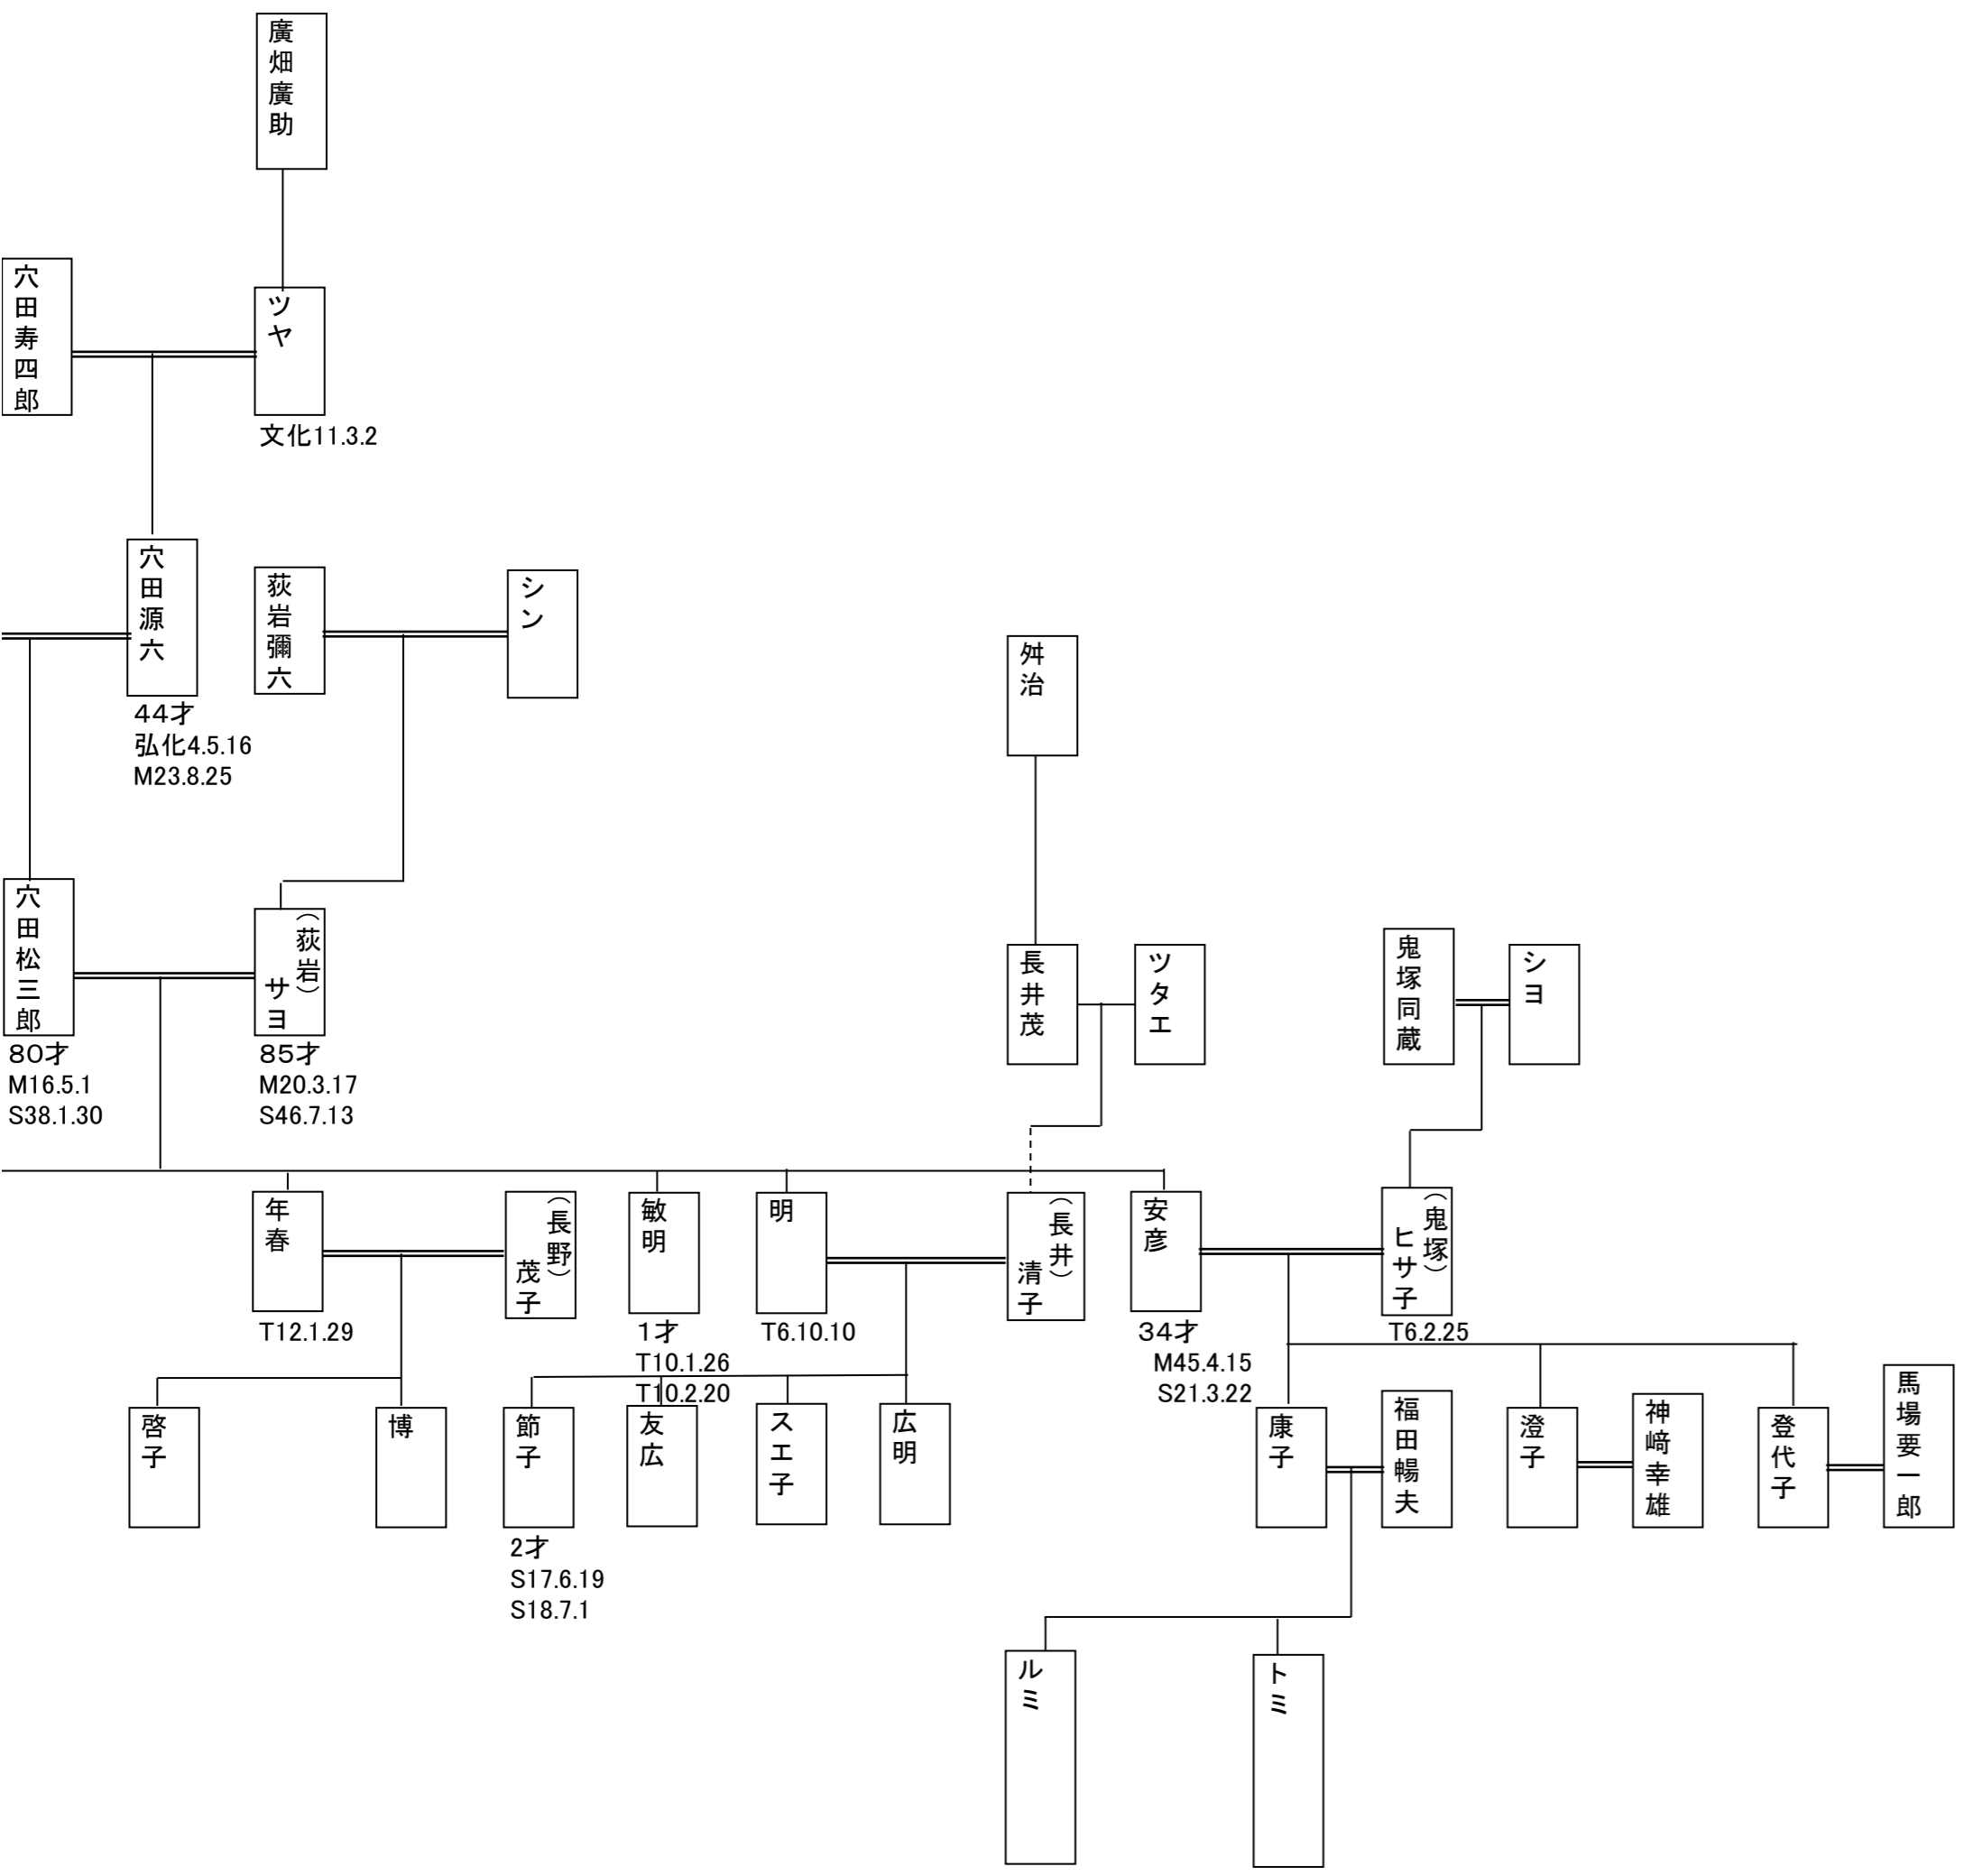 廣畑廣助
穴田寿四郎
ツヤ
文化11.3.2
穴田源六
44才
弘化4.5.16
M23.8.25
荻岩彌六
シン
舛治
穴田松三郎
80才
M16.5.1
S38.1.30
（荻岩）
サヨ
85才
M20.3.17
S46.7.13
長井茂
ツタエ
鬼塚同蔵
シヨ
年春
T12.1.29
（長野）
茂子
敏明
1才
T10.1.26
T10.2.20
明
T6.10.10
（長井）
清子
安彦
34才
M45.4.15
S21.3.22
（鬼塚）
ヒサ子
T6.2.25
啓子
博
節子
2才
S17.6.19
S18.7.1
友広
スエ子
広明
康子
福田暢夫
澄子
神﨑幸雄
登代子
馬場要一郎
ルミ
トミ